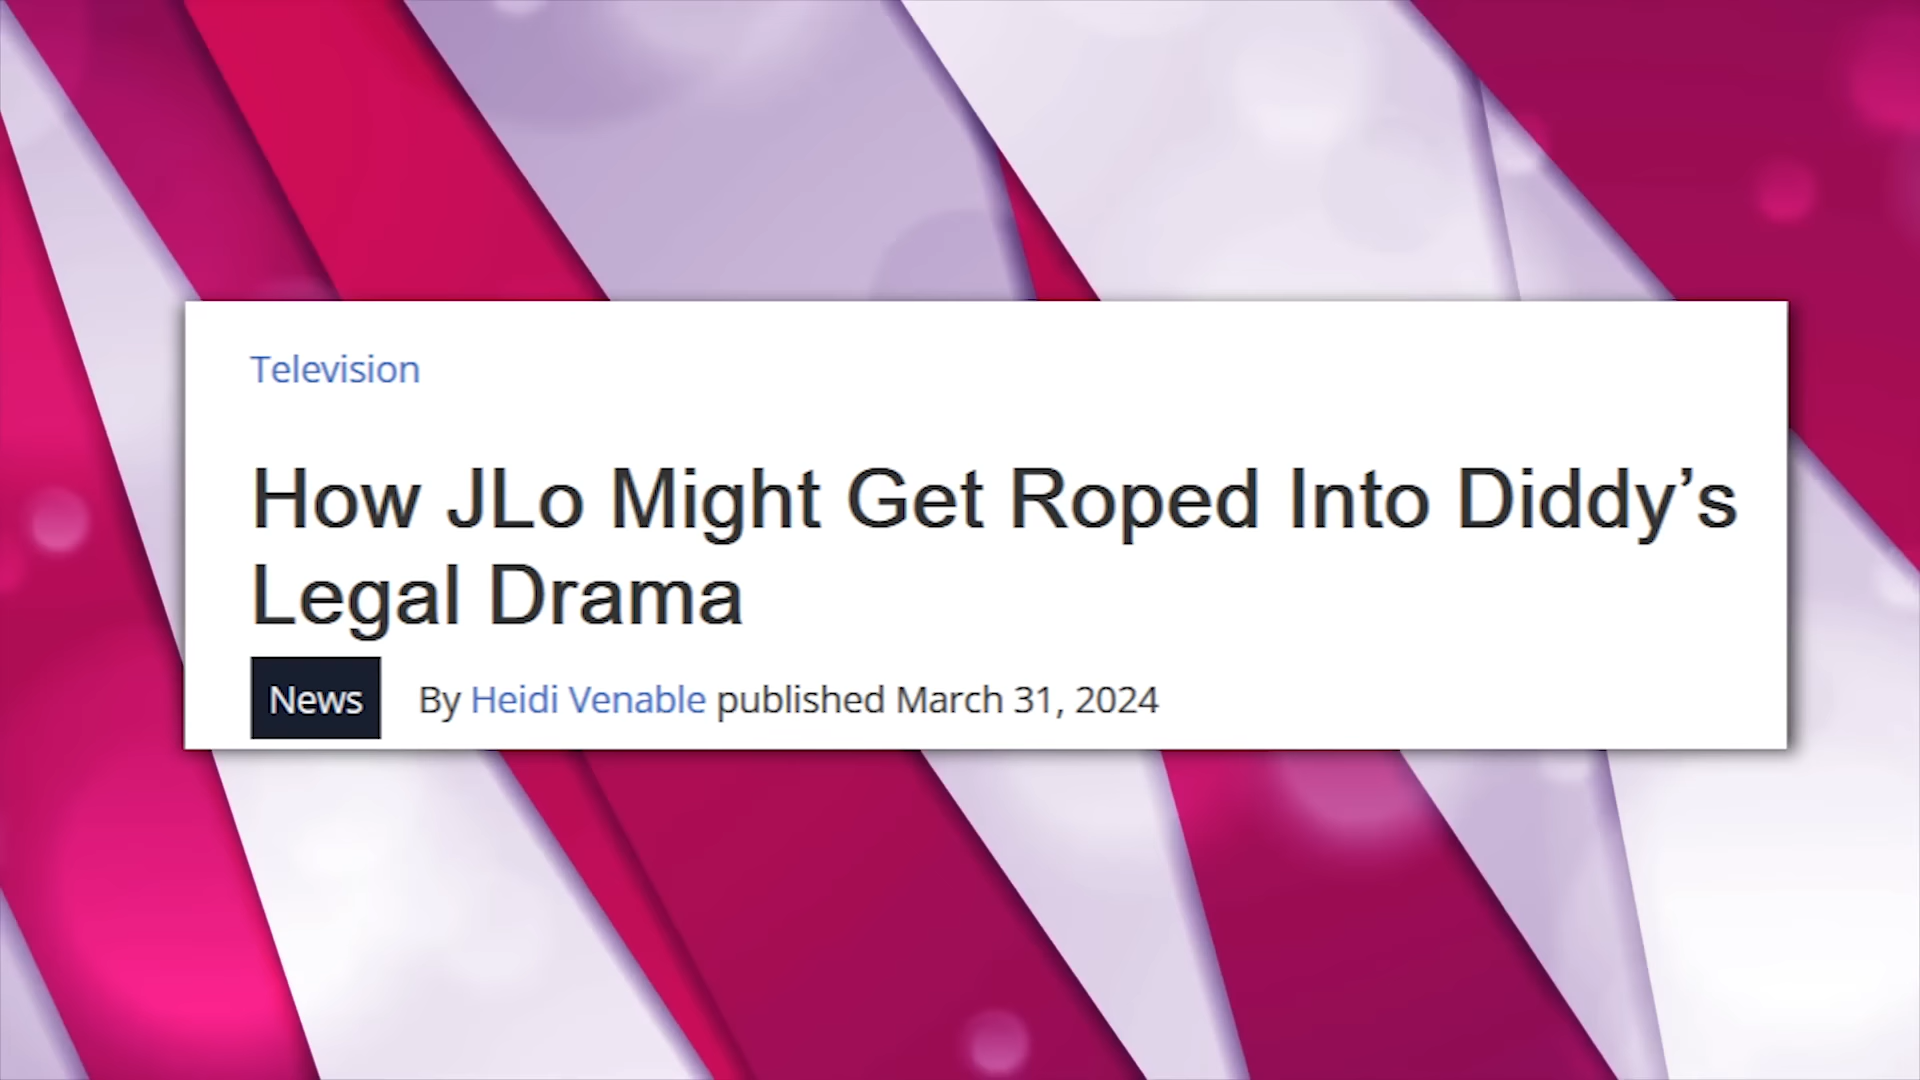 Television
How JLo Might Get Roped Into Diddy’s
Legal Drama
News By Heidi Venable published March 31, 2024